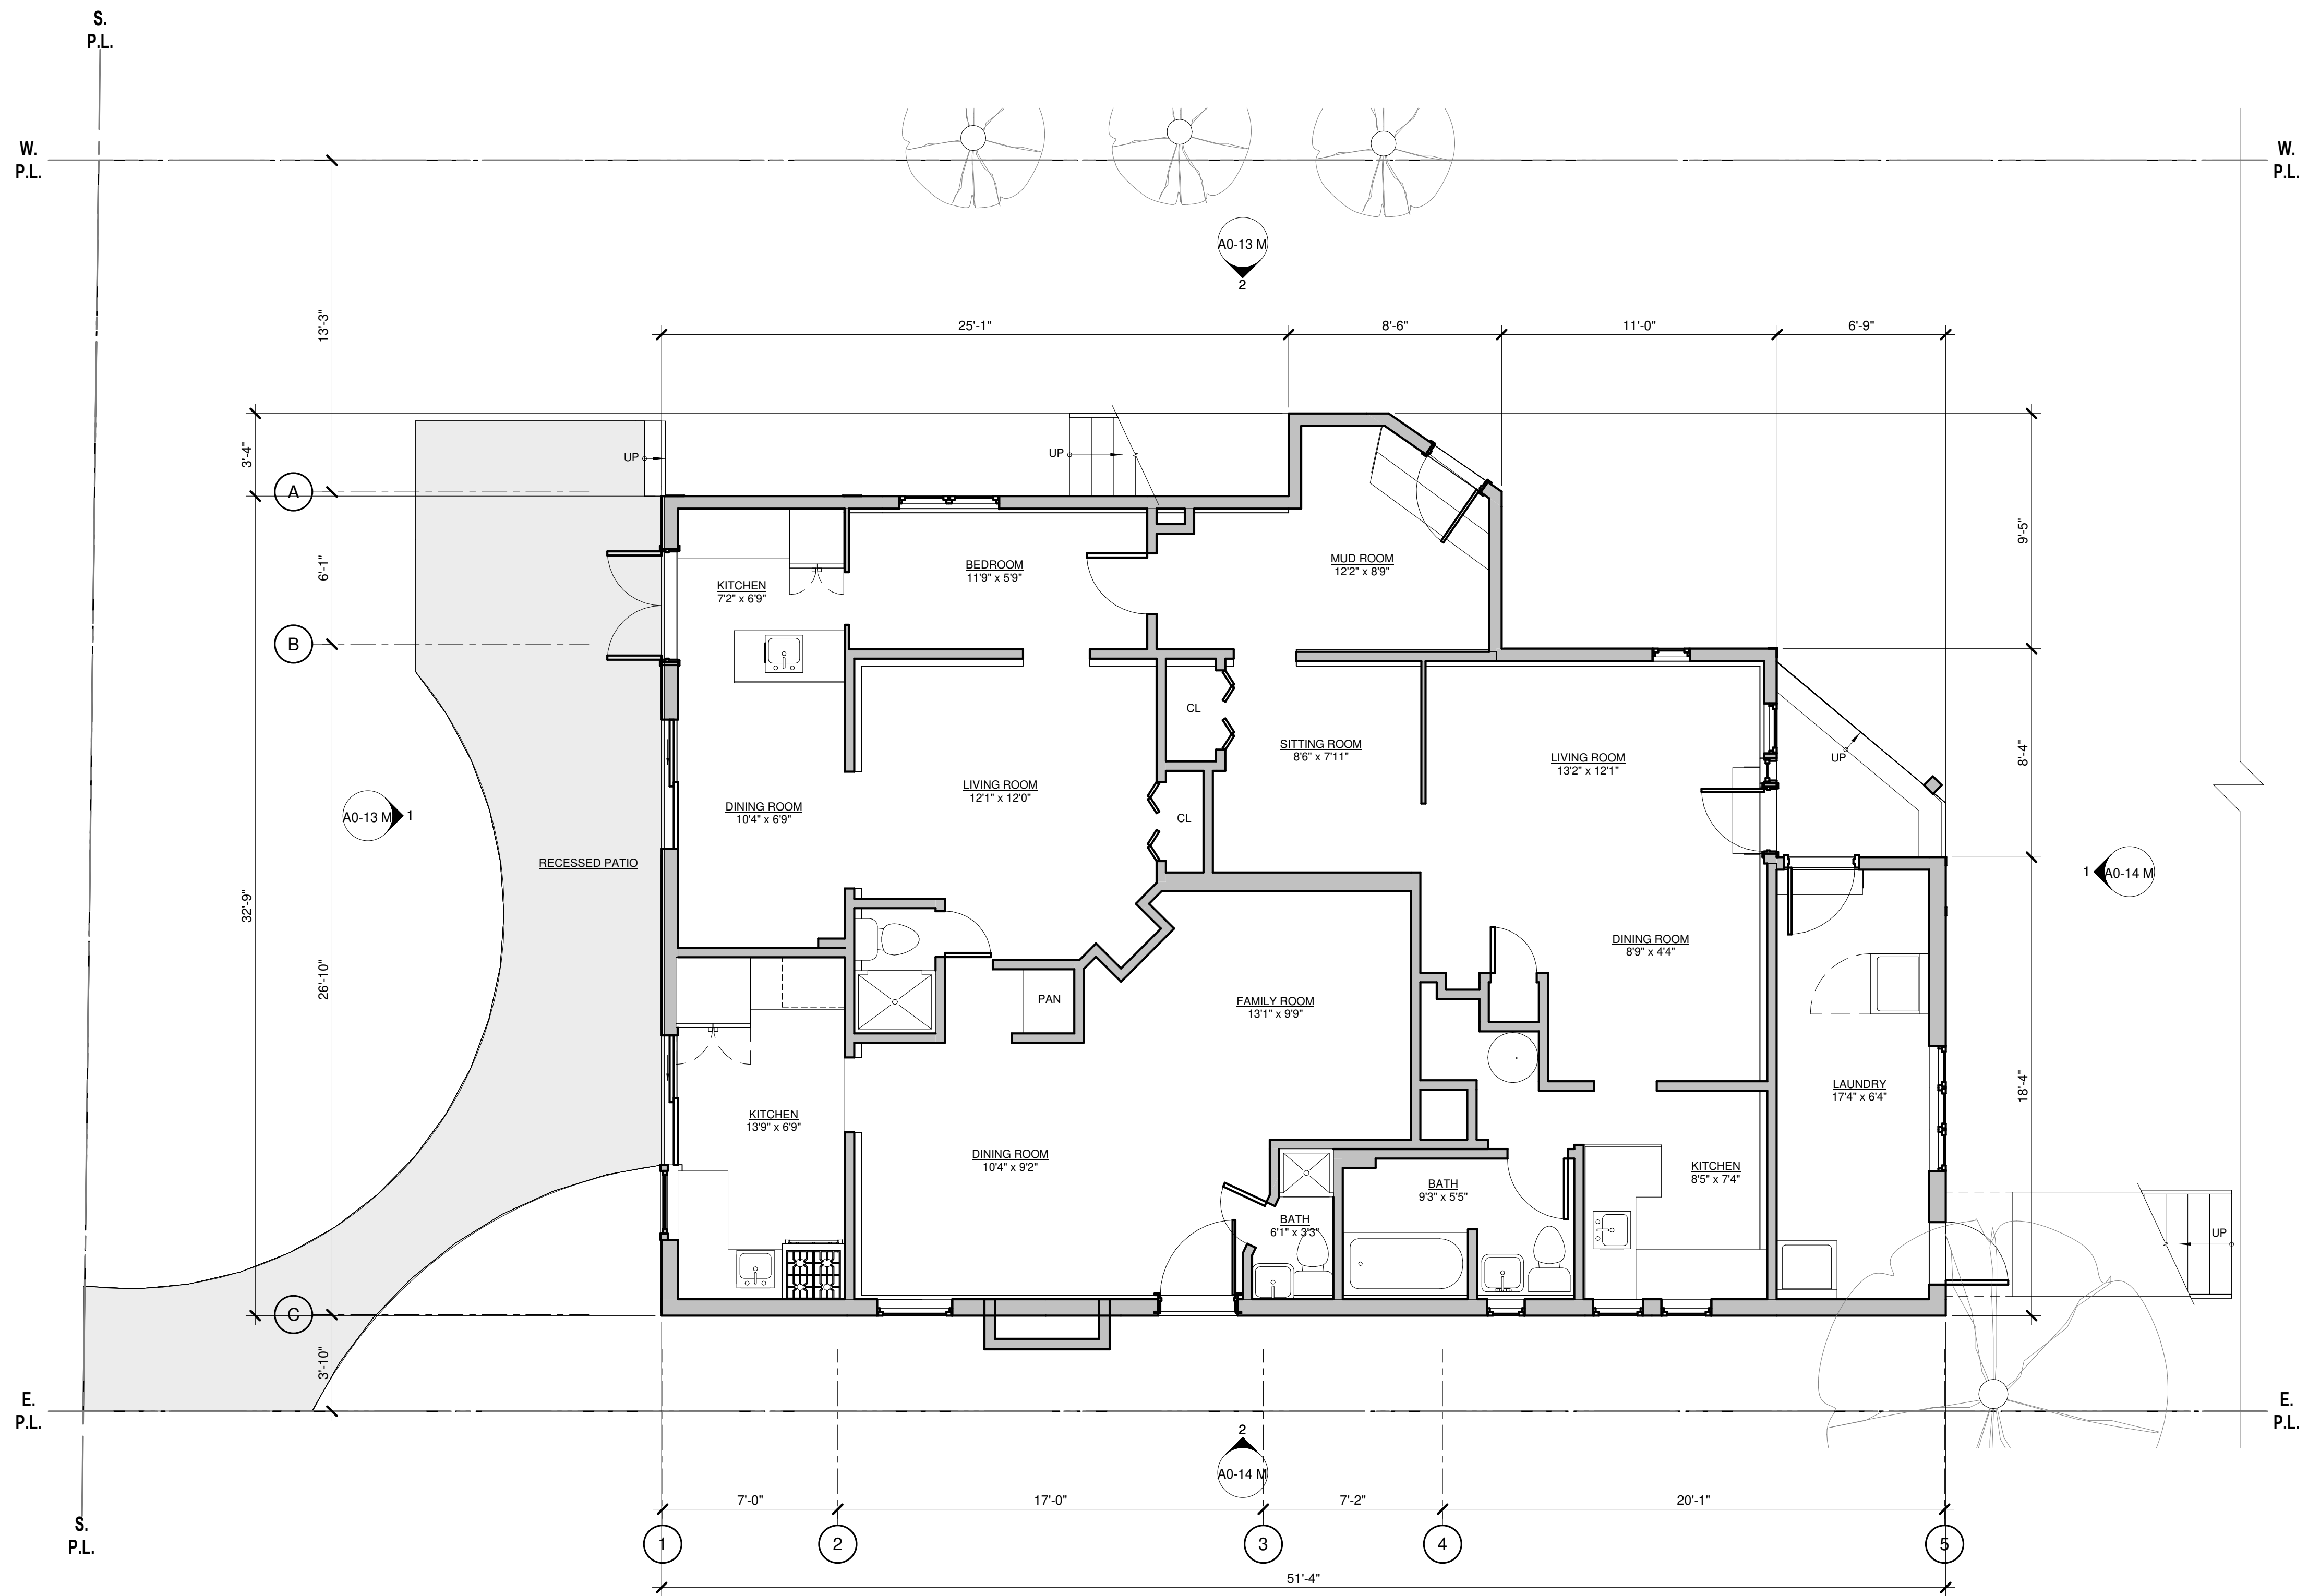 S.
P.L.
W.
P.L.
W.
P.L.
A0-13 M
2
13'-3"
25'-1"
8'-6"
11'-0"
6'-9"
3'-4"
UP
UP
A
9'-5"
6'-1"
BEDROOM
11'9" x 5'9"
MUD ROOM
12'2" x 8'9"
KITCHEN
7'2" x 6'9"
B
CL
SITTING ROOM
8'6" x 7'11"
LIVING ROOM
13'2" x 12'1"
UP
8'-4"
LIVING ROOM
12'1" x 12'0"
DINING ROOM
10'4" x 6'9"
A0-13 M
1
CL
RECESSED PATIO
1
A0-14 M
32'-9"
DINING ROOM
8'9" x 4'4"
26'-10"
PAN
FAMILY ROOM
13'1" x 9'9"
LAUNDRY
17'4" x 6'4"
18'-4"
KITCHEN
13'9" x 6'9"
DINING ROOM
10'4" x 9'2"
KITCHEN
8'5" x 7'4"
BATH
9'3" x 5'5"
BATH
6'1" x 3'3"
UP
C
3'-10"
E.
P.L.
E.
P.L.
2
A0-14 M
7'-0"
17'-0"
7'-2"
20'-1"
S.
P.L.
1
2
3
4
5
51'-4"